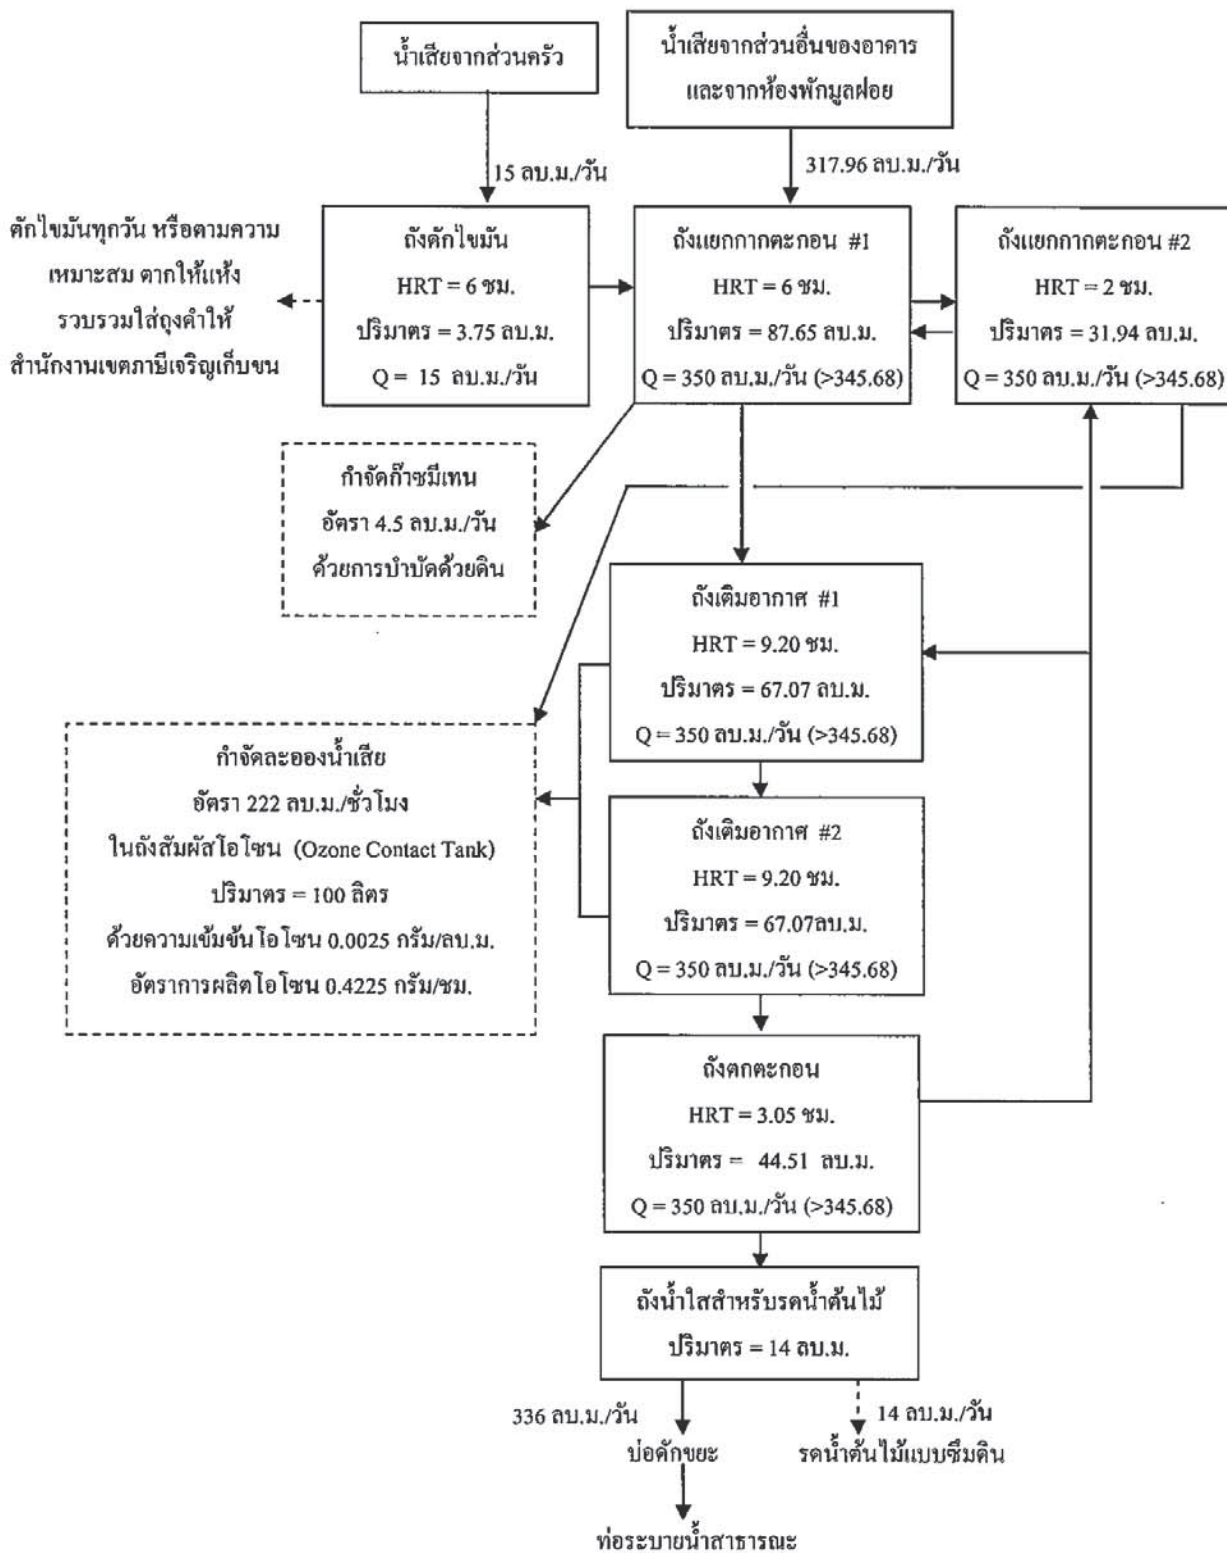 น้ำเสียจากส่วนครัว
น้ำเสียจากส่วนอื่นของอาคาร
และจากห้องพักมูลฝอย
15 ลบ.ม./วัน
317.96 ลบ.ม./วัน
ตักไขมันทุกวัน หรือตามความ
เหมาะสม ตากให้แห้ง
รวบรวมใส่ถุงดำให้
สำนักงานเขตภาษีเจริญเก็บขน
ถังดักไขมัน
HRT = 6 ชม.
ปริมาตร = 3.75 ลบ.ม.
Q = 15 ลบ.ม./วัน
ถังแยกกากตะกอน #1
HRT = 6 ชม.
ปริมาตร = 87.65 ลบ.ม.
Q = 350 ลบ.ม./วัน (>345.68)
ถังแยกกากตะกอน #2
HRT = 2 ชม.
ปริมาตร = 31.94 ลบ.ม.
Q = 350 ลบ.ม./วัน (>345.68)
กำจัดก๊าซมีเทน
อัตรา 4.5 ลบ.ม./วัน
ด้วยการบำบัดด้วยดิน
ถังเติมอากาศ #1
HRT = 9.20 ชม.
ปริมาตร = 67.07 ลบ.ม.
Q = 350 ลบ.ม./วัน (>345.68)
กำจัดละอองน้ำเสีย
อัตรา 222 ลบ.ม./ชั่วโมง
ในถังสัมผัสโอโซน (Ozone Contact Tank)
ปริมาตร = 100 ลิตร
ด้วยความเข้มข้นโอโซน 0.0025 กรัม/ลบ.ม.
อัตราการผลิตโอโซน 0.4225 กรัม/ชม.
ถังเติมอากาศ #2
HRT = 9.20 ชม.
ปริมาตร = 67.07ลบ.ม.
Q = 350 ลบ.ม./วัน (>345.68)
ถังตกตะกอน
HRT = 3.05 ชม.
ปริมาตร = 44.51 ลบ.ม.
Q = 350 ลบ.ม./วัน (>345.68)
ถังน้ำใสสำหรับรดน้ำต้นไม้
ปริมาตร = 14 ลบ.ม.
336 ลบ.ม./วัน
14 ลบ.ม./วัน
บ่อดักขยะ
รดน้ำต้นไม้แบบซึมดิน
ท่อระบายน้ำสาธารณะ